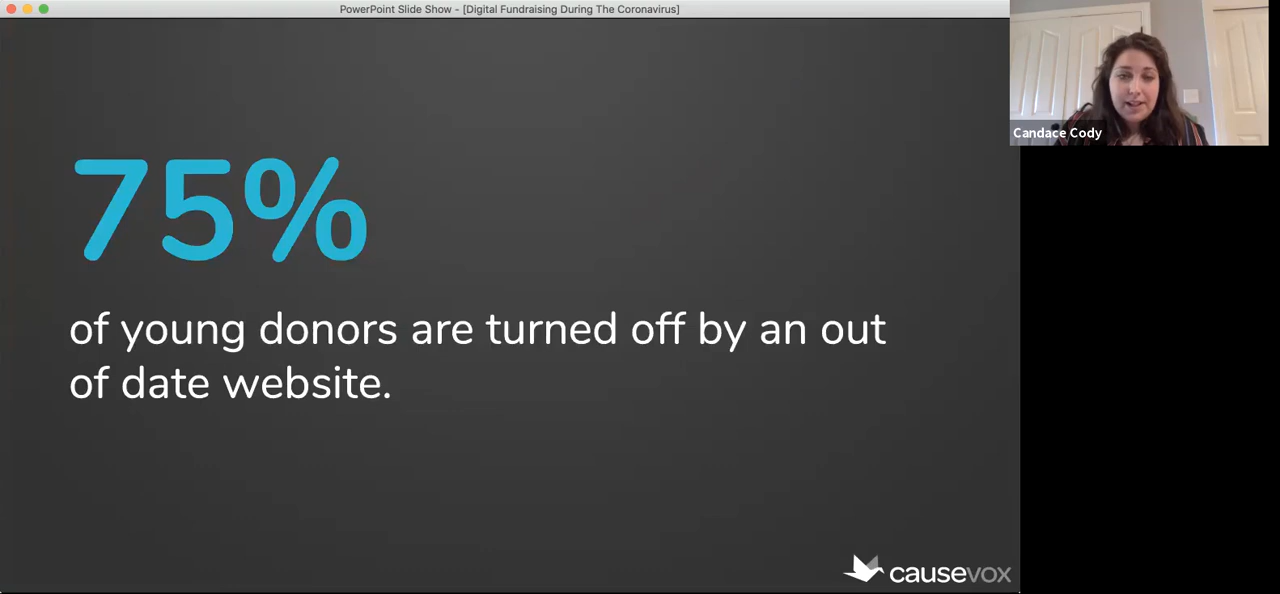 PowerPoint Slide Show - [Digital Fundraising During The Coronavirus]
Candace Cody
75%
of young donors are turned off by an out
of date website.
causevox